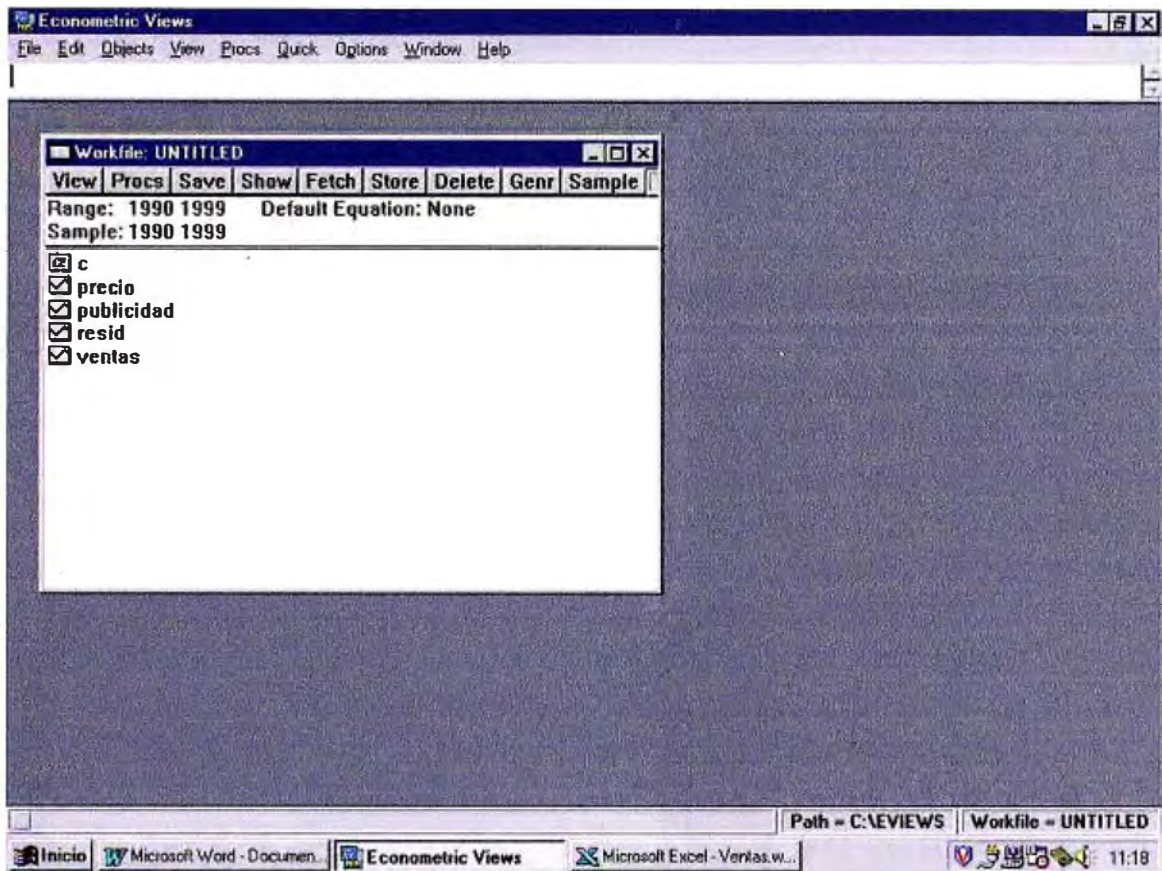 Econometric Views
File Edit Objects View Procs Quick Options Window Help
Workfile: UNTITLED
View Procs Save Show Fetch Store Delete Genr Sample
Range: 1990 1999 Default Equation: None
Sample: 1990 1999
c
precio
publicidad
resid
ventas
Path = C:\EVIEWS Workfile = UNTITLED
Inicio Microsoft Word - Documen... Econometric Views Microsoft Excel - Ventas.w... 11:18